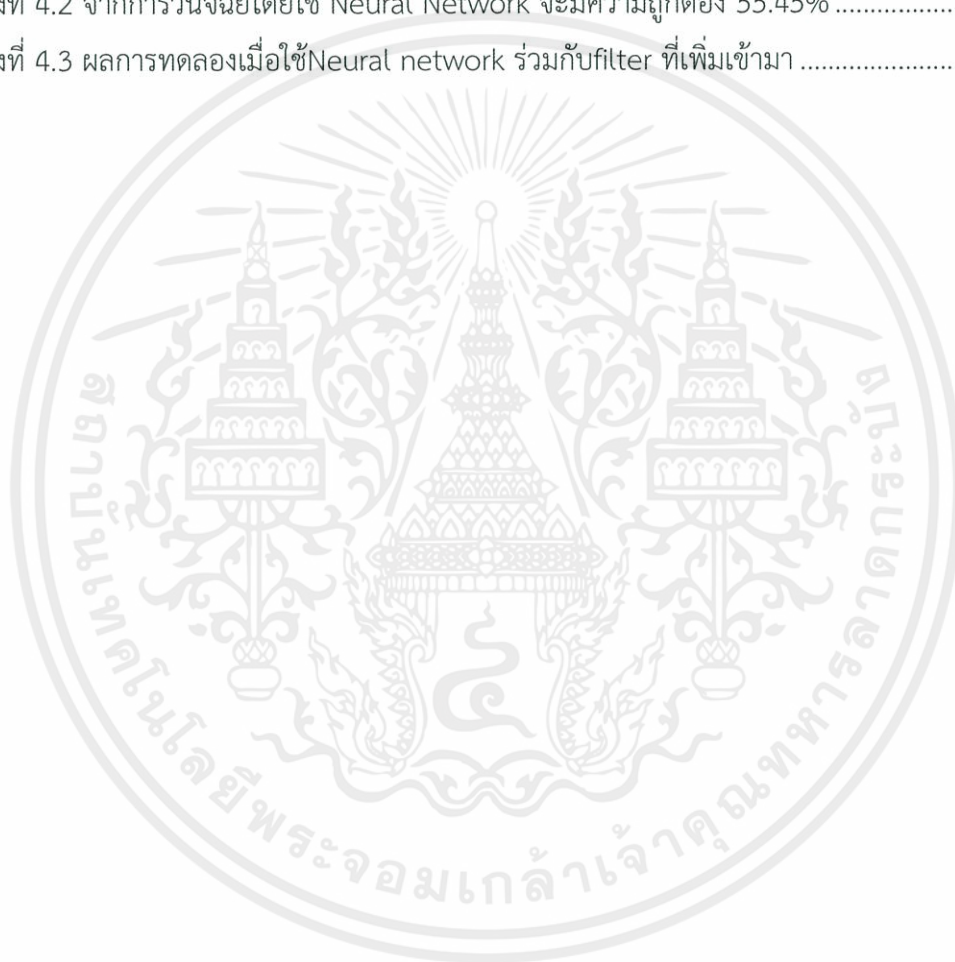 งที่ 4.2 จากการวินิจฉัยโดยใช้ Neural Network จะมีความถูกต้อง 55.45% ................
งที่ 4.3 ผลการทดลองเมื่อใช้Neural network ร่วมกับfilter ที่เพิ่มเข้ามา ......................
สถาบันเทคโนโลยีพระจอมเกล้าเจ้าคุณทหารลาดกระบัง
๔